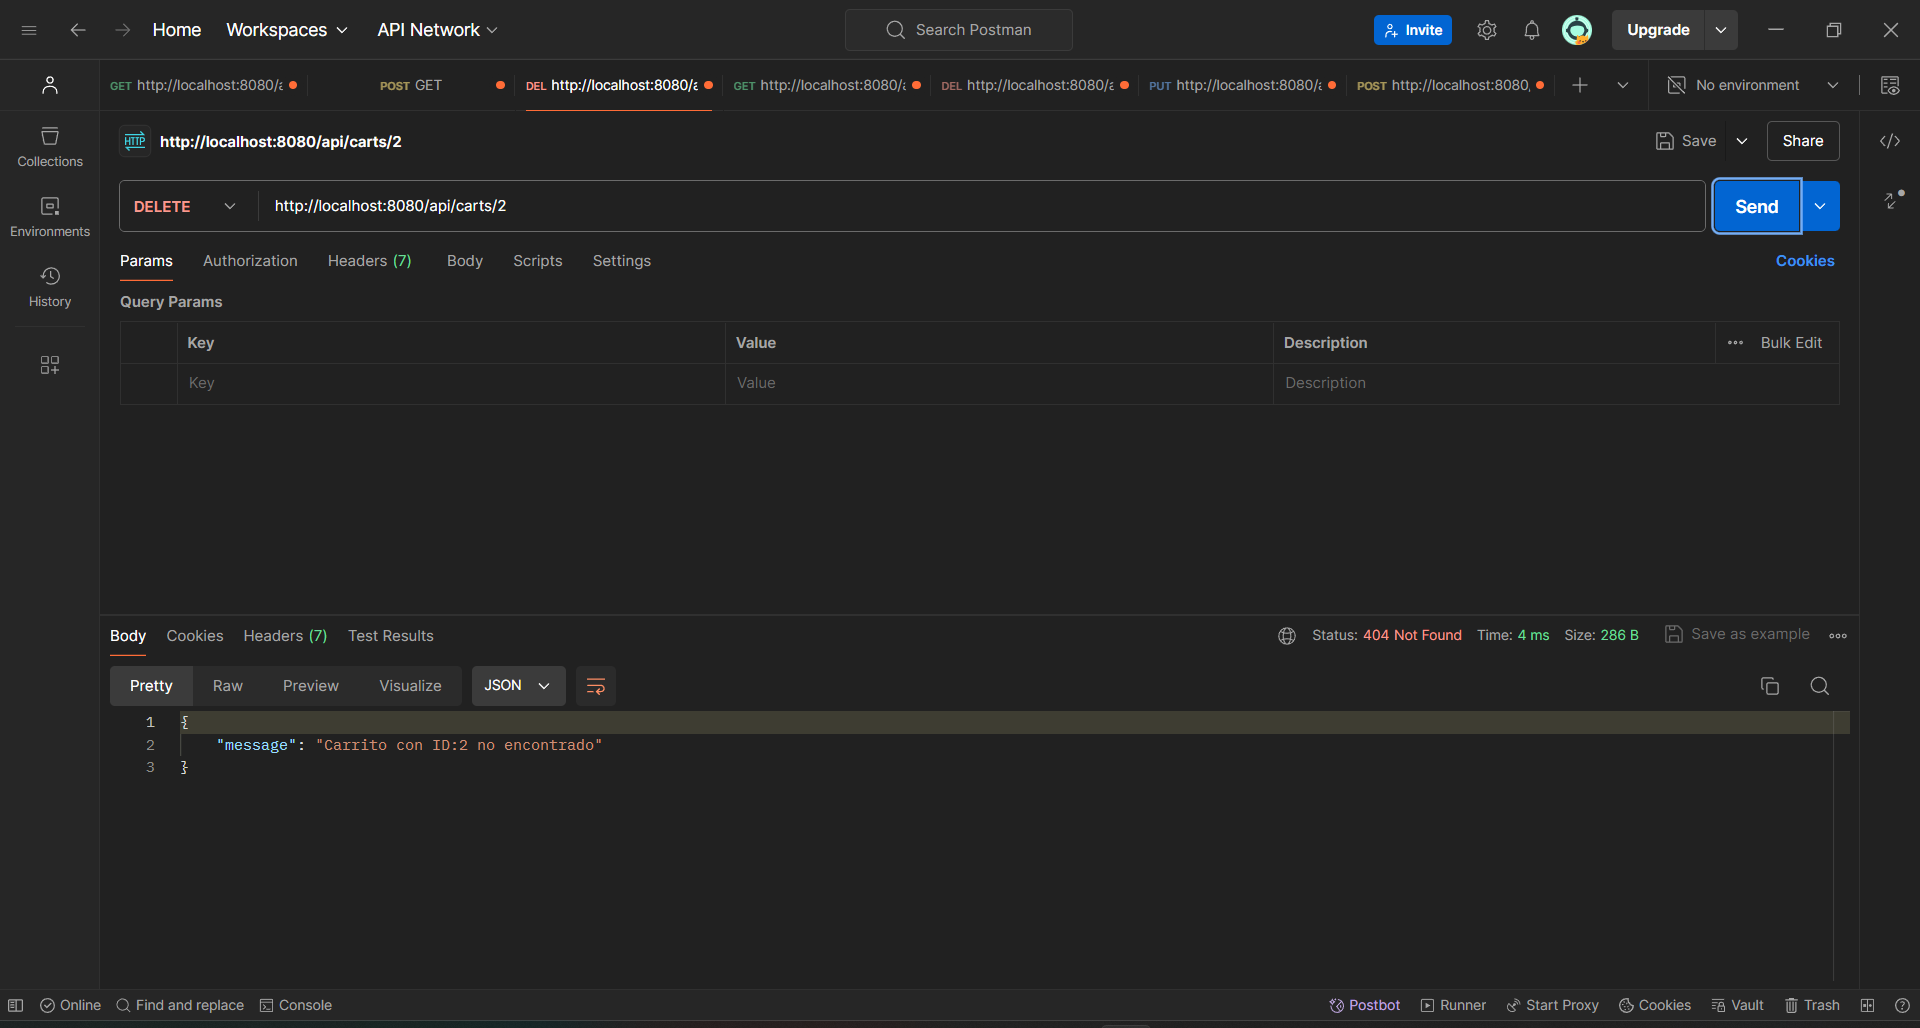 Home Workspaces API Network Search Postman Invite Upgrade
GET http://localhost:8080/a POST GET DEL http://localhost:8080/a GET http://localhost:8080/a DEL http://localhost:8080/a PUT http://localhost:8080/a POST http://localhost:8080, No environment
HTTP http://localhost:8080/api/carts/2 Save Share
Collections
DELETE http://localhost:8080/api/carts/2 Send
Environments
Params Authorization Headers (7) Body Scripts Settings Cookies
History
Query Params
Key Value Description Bulk Edit
Key Value Description
Body Cookies Headers (7) Test Results Status: 404 Not Found Time: 4 ms Size: 286 B Save as example
Pretty Raw Preview Visualize JSON
1 {
2 "message": "Carrito con ID:2 no encontrado"
3 }
Online Find and replace Console Postbot Runner Start Proxy Cookies Vault Trash